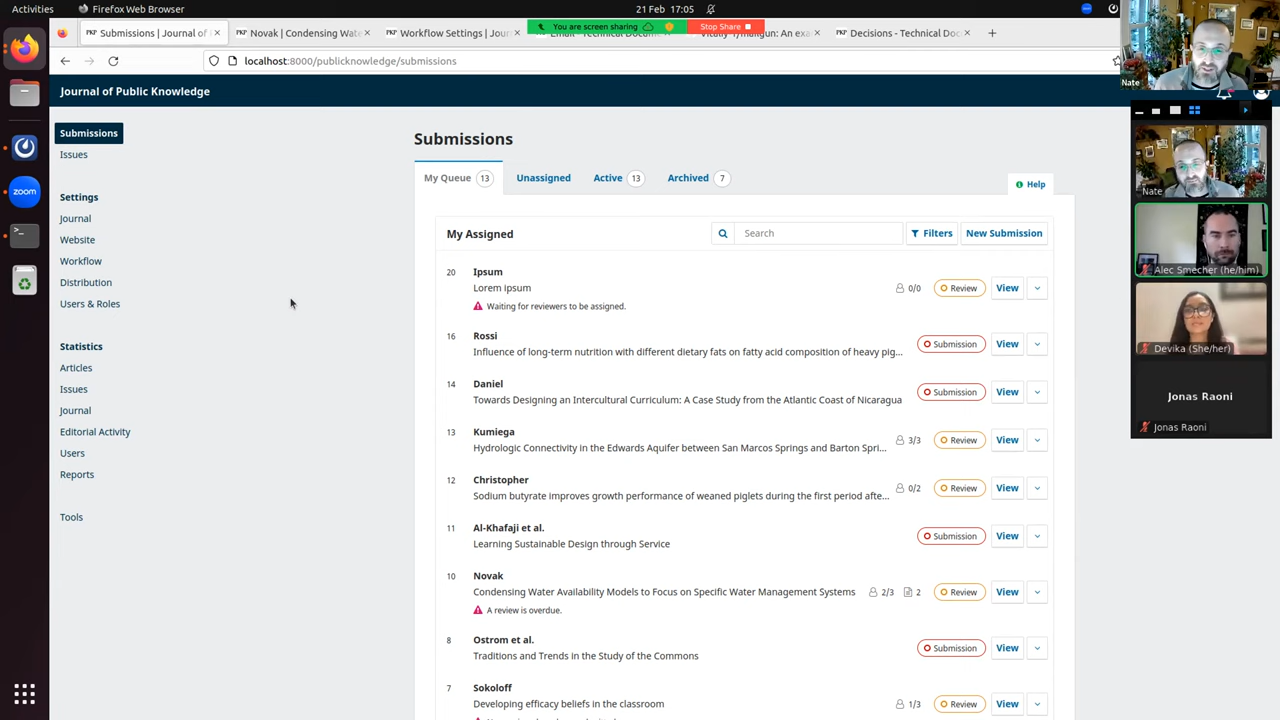 Activities
Firefox Web Browser
21 Feb 17:05
Submissions | Journal of
Novak | Condensing Wate
Workflow Settings | Journ
You are screen sharing
Stop Share
Decisions - Technical Doc
localhost:8000/publicknowledge/submissions
Journal of Public Knowledge
Submissions
Issues
Settings
Journal
Website
Workflow
Distribution
Users & Roles
Statistics
Articles
Issues
Journal
Editorial Activity
Users
Reports
Tools
Submissions
My Queue 13
Unassigned
Active 13
Archived 7
Help
My Assigned
Search
Filters
New Submission
20 Ipsum
Lorem ipsum 0/0 Review View
Waiting for reviewers to be assigned.
16 Rossi
Influence of long-term nutrition with different dietary fats on fatty acid composition of heavy pig... Submission View
14 Daniel
Towards Designing an Intercultural Curriculum: A Case Study from the Atlantic Coast of Nicaragua Submission View
13 Kumiega
Hydrologic Connectivity in the Edwards Aquifer between San Marcos Springs and Barton Spri... 3/3 Review View
12 Christopher
Sodium butyrate improves growth performance of weaned piglets during the first period afte... 0/2 Review View
11 Al-Khafaji et al.
Learning Sustainable Design through Service Submission View
10 Novak
Condensing Water Availability Models to Focus on Specific Water Management Systems 2/3 2 Review View
A review is overdue.
8 Ostrom et al.
Traditions and Trends in the Study of the Commons Submission View
7 Sokoloff
Developing efficacy beliefs in the classroom 1/3 Review View
zoom
Nate
Nate
Alec Smecher (he/him)
Devika (She/her)
Jonas Raoni
Jonas Raoni